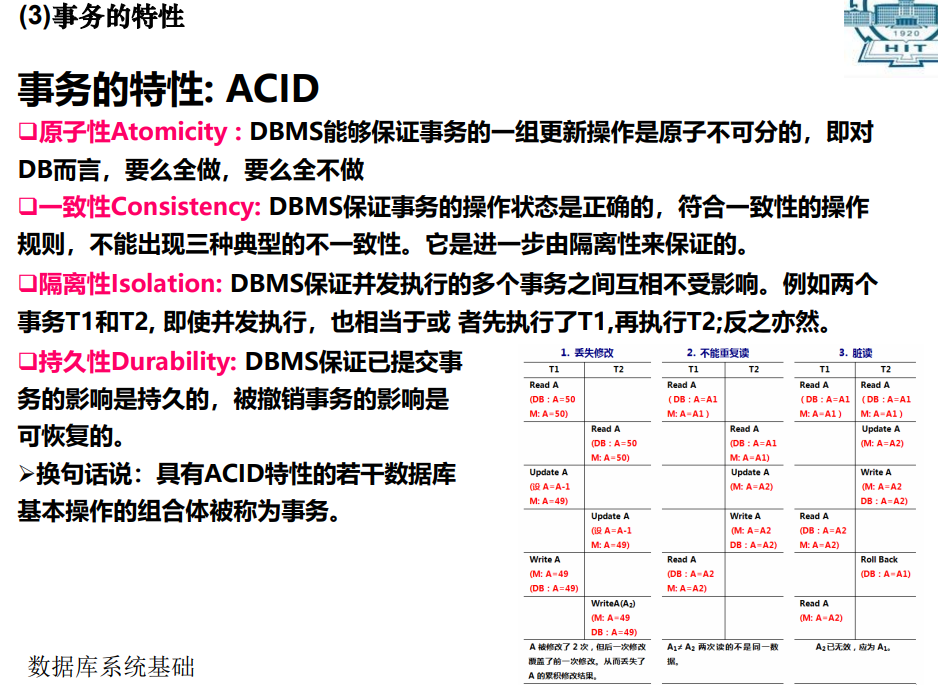 (3)事务的特性
1920
HIT
事务的特性: ACID
❑原子性Atomicity : DBMS能够保证事务的一组更新操作是原子不可分的，即对
DB而言，要么全做，要么全不做
❑一致性Consistency: DBMS保证事务的操作状态是正确的，符合一致性的操作
规则，不能出现三种典型的不一致性。它是进一步由隔离性来保证的。
❑隔离性Isolation: DBMS保证并发执行的多个事务之间互相不受影响。例如两个
事务T1和T2, 即使并发执行，也相当于或 者先执行了T1,再执行T2;反之亦然。
❑持久性Durability: DBMS保证已提交事
务的影响是持久的，被撤销事务的影响是
可恢复的。
➢换句话说：具有ACID特性的若干数据库
基本操作的组合体被称为事务。
1. 丢失修改
T1 T2
Read A
(DB：A=50
M: A=50)
Read A
(DB：A=50
M: A=50)
Update A
(设 A=A-1
M: A=49)
Update A
(设 A=A-1
M: A=49)
Write A
(M: A=49
(DB：A=49)
WriteA(A₂)
(M: A=49
DB：A=49)
A 被修改了 2 次，但后一次修改
覆盖了前一次修改。从而丢失了
A 的累积修改结果。
2. 不能重复读
T1 T2
Read A
（DB：A=A1
M: A=A1）
Read A
(DB：A=A1
M: A=A1)
Update A
(M: A=A2)
Write A
(M: A=A2
DB：A=A2)
Read A
(DB：A=A2
M: A=A2)
A₁≠ A₂ 两次读的不是同一数
据。
3. 脏读
T1 T2
Read A Read A
（DB：A=A1 （DB：A=A1
M: A=A1） M: A=A1）
Update A
(M: A=A2)
Write A
(M: A=A2
DB：A=A2)
Read A
(DB：A=A2
M: A=A2)
Roll Back
(DB：A=A1)
Read A
(M: A=A2)
A₂已无效，应为 A₁。
数据库系统基础